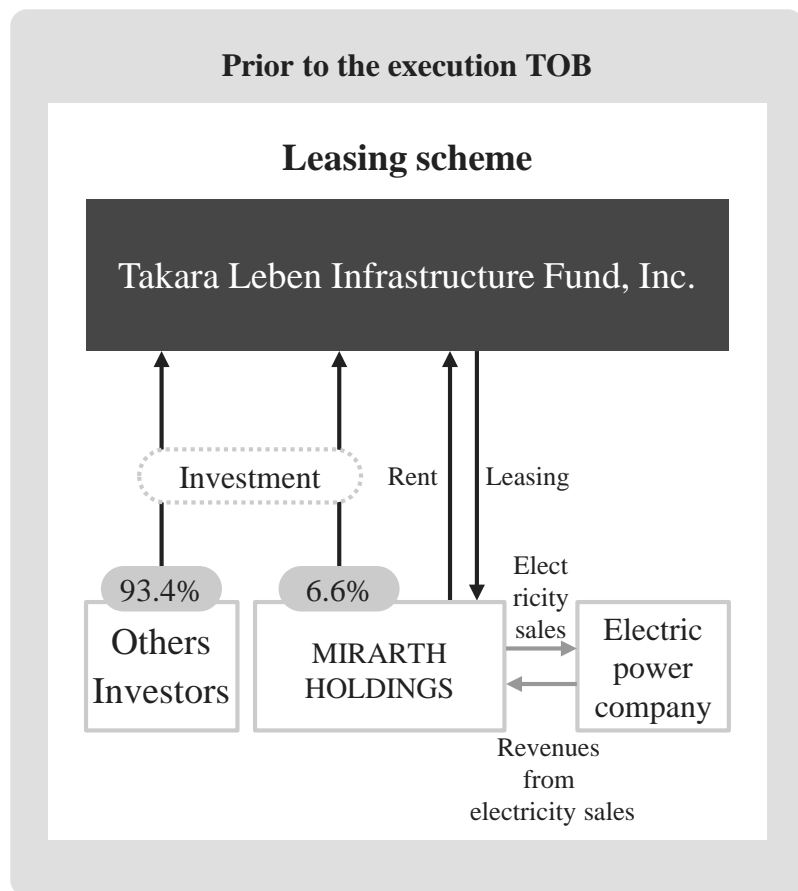 Prior to the execution TOB
Leasing scheme
Takara Leben Infrastructure Fund, Inc.
Investment
Rent
Leasing
93.4%
6.6%
Others
Investors
MIRARTH
HOLDINGS
Elect
ricity
sales
Electric
power
company
Revenues
from
electricity sales